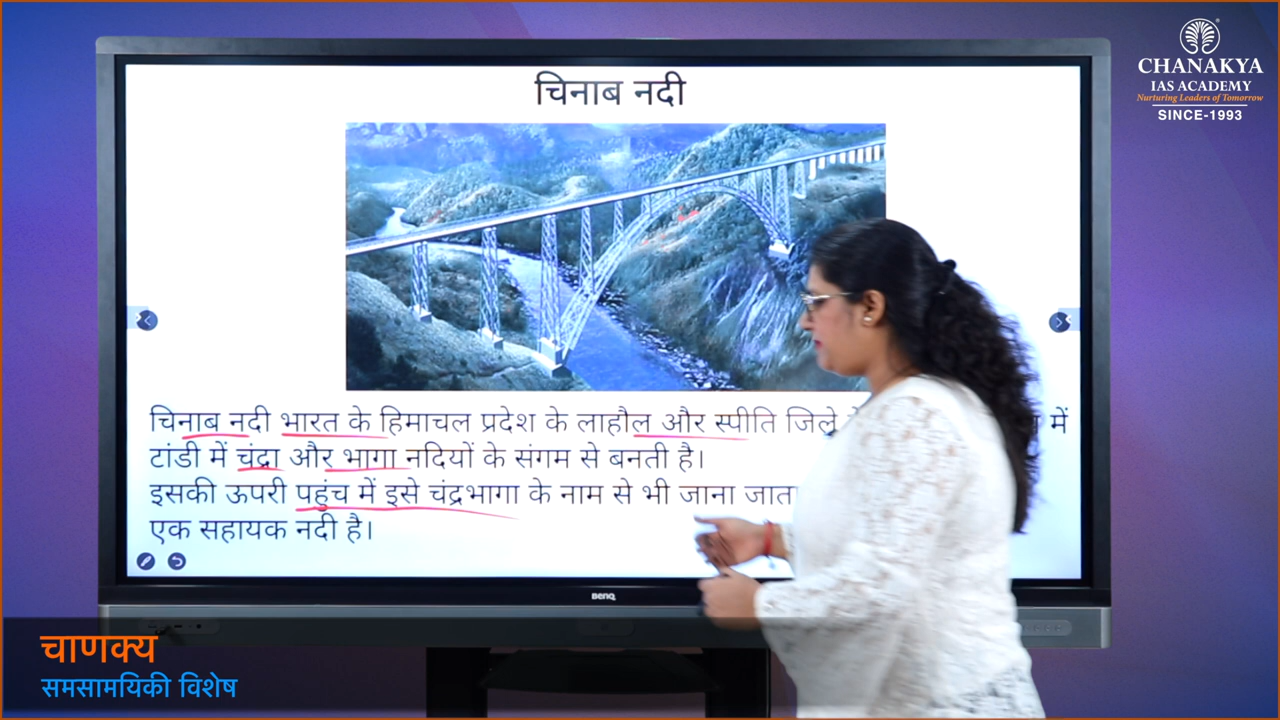 CHANAKYA
IAS ACADEMY
Nurturing Leaders of Tomorrow
SINCE-1993
चिनाब नदी
चिनाब नदी भारत के हिमाचल प्रदेश के लाहौल और स्पीति जिले में
टांडी में चंद्रा और भागा नदियों के संगम से बनती है।
इसकी ऊपरी पहुंच में इसे चंद्रभागा के नाम से भी जाना जाता
एक सहायक नदी है।
BenQ
चाणक्य
समसामयिकी विशेष